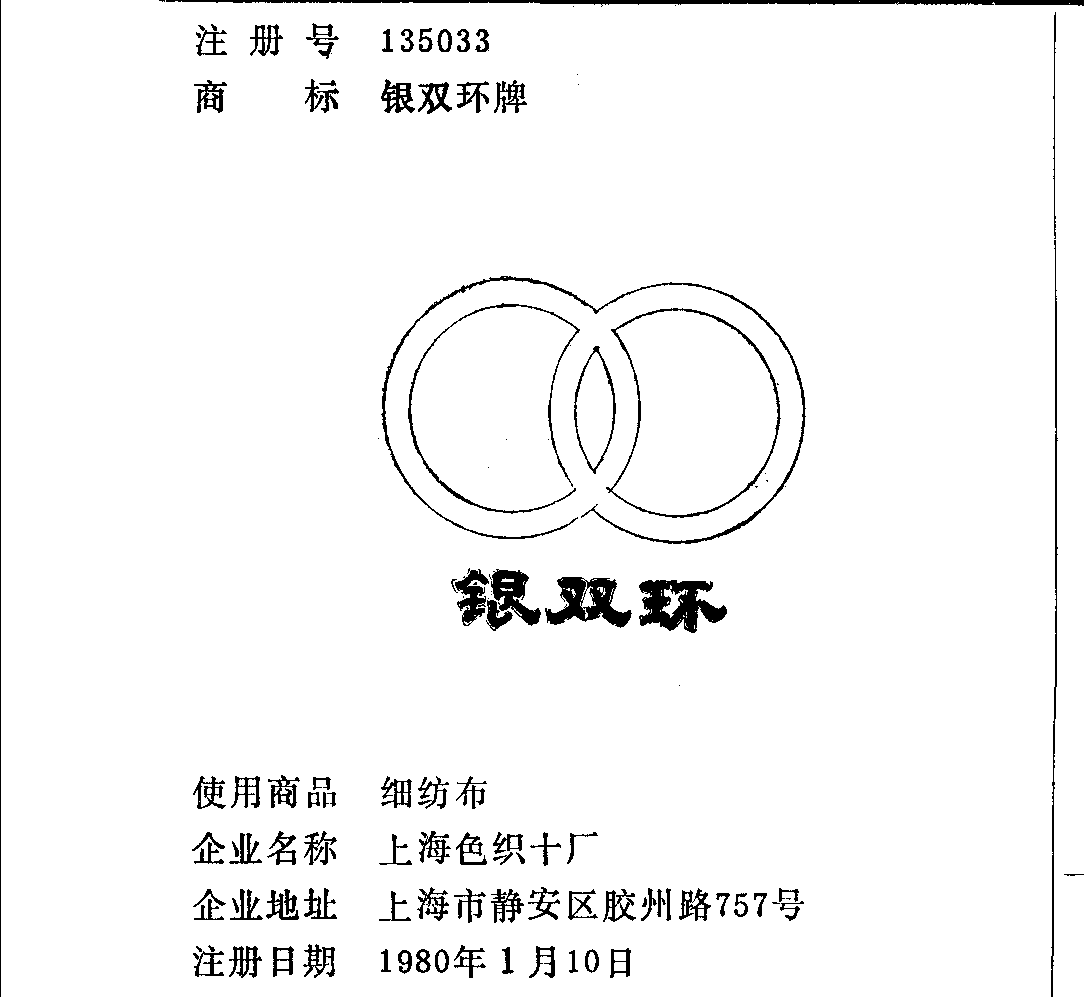 注册号 135033
商标 银双环牌
银双环
使用商品 细纺布
企业名称 上海色织十厂
企业地址 上海市静安区胶州路757号
注册日期 1980年1月10日